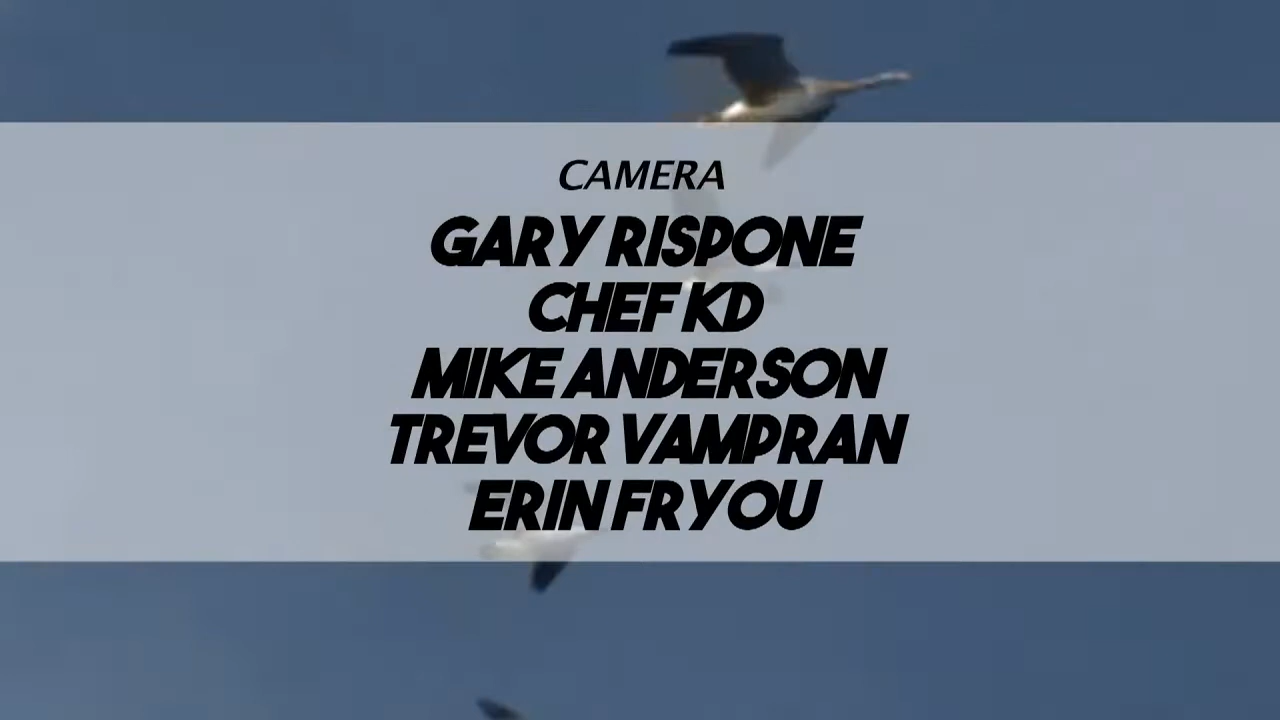 CAMERA
GARY RISPONE
CHEF KD
MIKE ANDERSON
TREVOR VAMPRAN
ERIN FRYOU